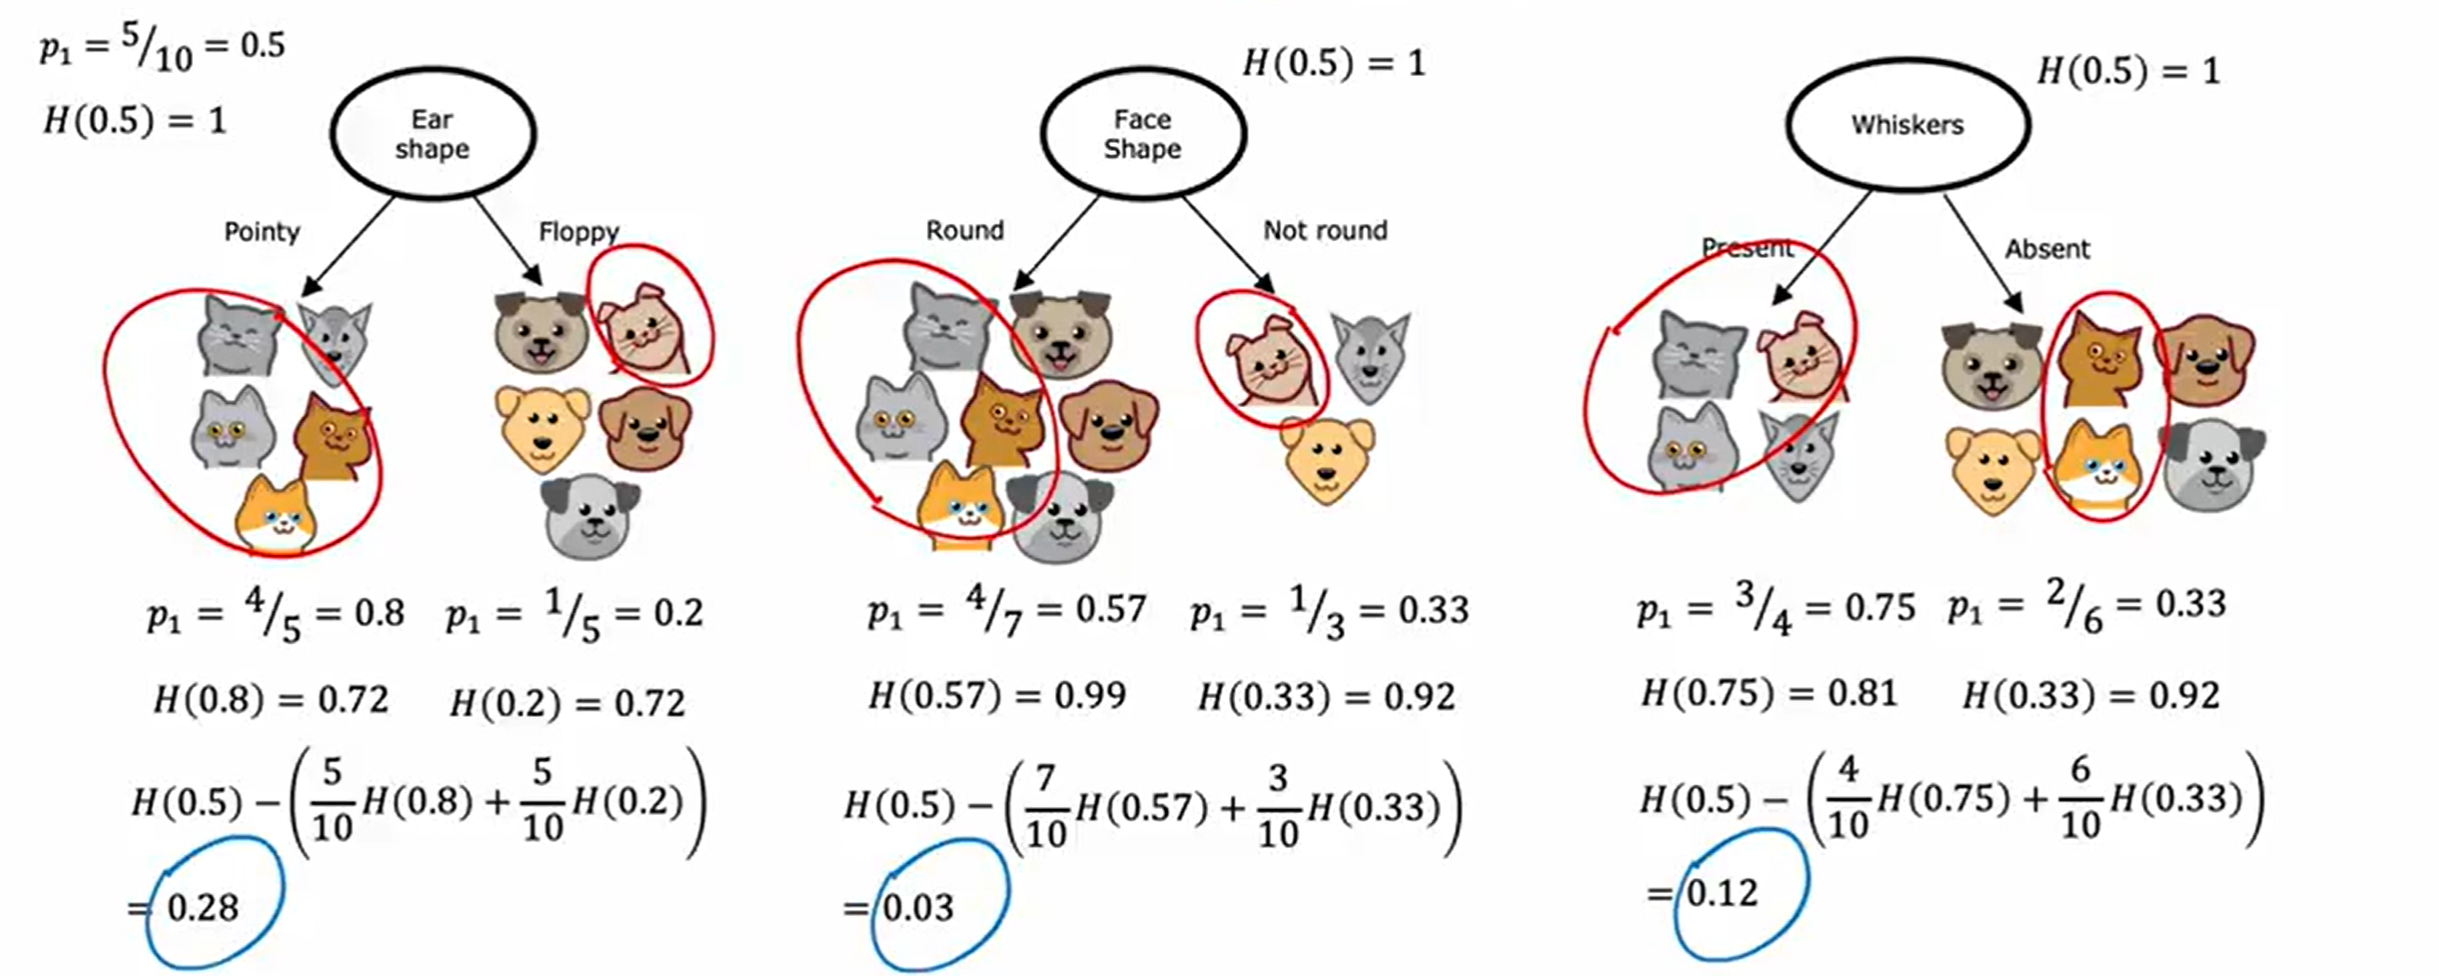 p₁ = 5/10 = 0.5
H(0.5) = 1
Ear
shape
Pointy
Floppy
p₁ = 4/5 = 0.8
p₁ = 1/5 = 0.2
H(0.8) = 0.72
H(0.2) = 0.72
H(0.5) − (5/10 H(0.8) + 5/10 H(0.2))
= 0.28
H(0.5) = 1
Face
Shape
Round
Not round
p₁ = 4/7 = 0.57
p₁ = 1/3 = 0.33
H(0.57) = 0.99
H(0.33) = 0.92
H(0.5) − (7/10 H(0.57) + 3/10 H(0.33))
= 0.03
H(0.5) = 1
Whiskers
Present
Absent
p₁ = 3/4 = 0.75
p₁ = 2/6 = 0.33
H(0.75) = 0.81
H(0.33) = 0.92
H(0.5) − (4/10 H(0.75) + 6/10 H(0.33))
= 0.12